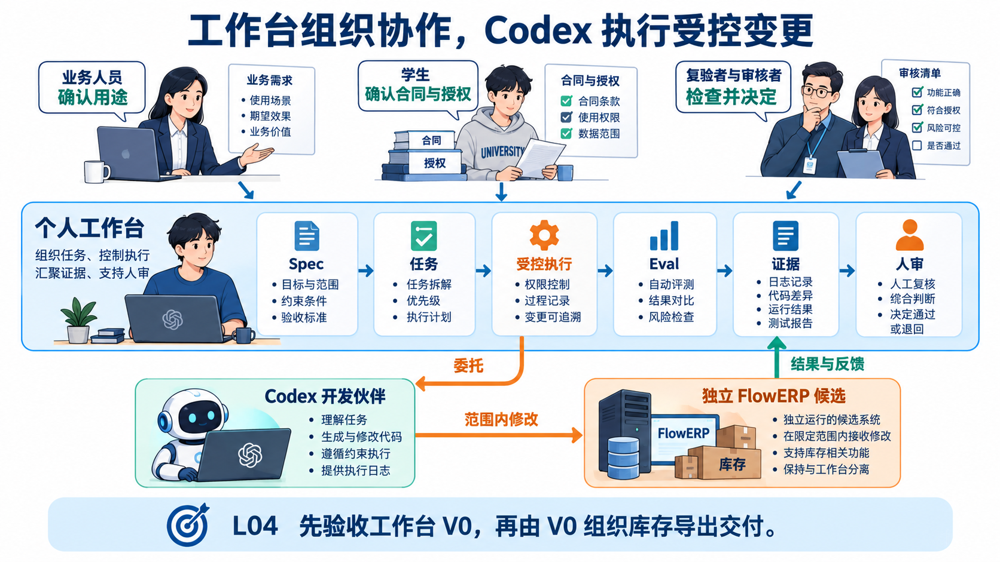 工作台组织协作，Codex 执行受控变更
业务人员
确认用途
业务需求
• 使用场景
• 期望效果
• 业务价值
学生
确认合同与授权
合同
授权
UNIVERSITY
合同与授权
合同条款
使用权限
数据范围
复验者与审核者
检查并决定
审核清单
功能正确
符合授权
风险可控
是否通过
个人工作台
组织任务、控制执行
汇聚证据、支持人审
Spec
• 目标与范围
• 约束条件
• 验收标准
任务
• 任务拆解
• 优先级
• 执行计划
受控执行
• 权限控制
• 过程记录
• 变更可追溯
Eval
• 自动评测
• 结果对比
• 风险检查
证据
• 日志记录
• 代码差异
• 运行结果
• 测试报告
人审
• 人工复核
• 综合判断
• 决定通过
或退回
委托
结果与反馈
Codex 开发伙伴
• 理解任务
• 生成与修改代码
• 遵循约束执行
• 提供执行日志
范围内修改
独立 FlowERP 候选
FlowERP
库存
• 独立运行的候选系统
• 在限定范围内接收修改
• 支持库存相关功能
• 保持与工作台分离
L04 先验收工作台 V0，再由 V0 组织库存导出交付。